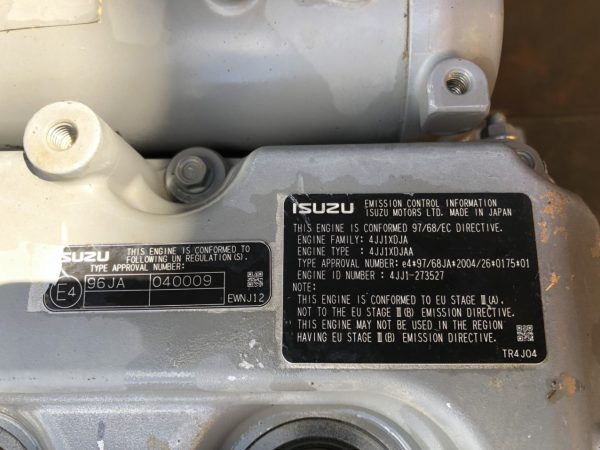 ISUZU
THIS ENGINE IS CONFORMED TO
FOLLOWING UN REGULATION(S).
TYPE APPROVAL NUMBER:
E4 96JA 040009
EWNJ12
ISUZU EMISSION CONTROL INFORMATION
ISUZU MOTORS LTD. MADE IN JAPAN
THIS ENGINE IS CONFORMED 97/68/EC DIRECTIVE.
ENGINE FAMILY: 4JJ1XDJA
ENGINE TYPE : 4JJ1XDJAA
TYPE APPROVAL NUMBER: e4*97/68JA*2004/26*0175*01
ENGINE ID NUMBER: 4JJ1-273527
NOTE:
THIS ENGINE IS CONFORMED TO EU STAGE Ⅲ (A).
NOT TO THE EU STAGE Ⅲ (B) EMISSION DIRECTIVE.
THIS ENGINE MAY NOT BE USED IN THE REGION
HAVING EU STAGE Ⅲ (B) EMISSION DIRECTIVE.
TR4J04